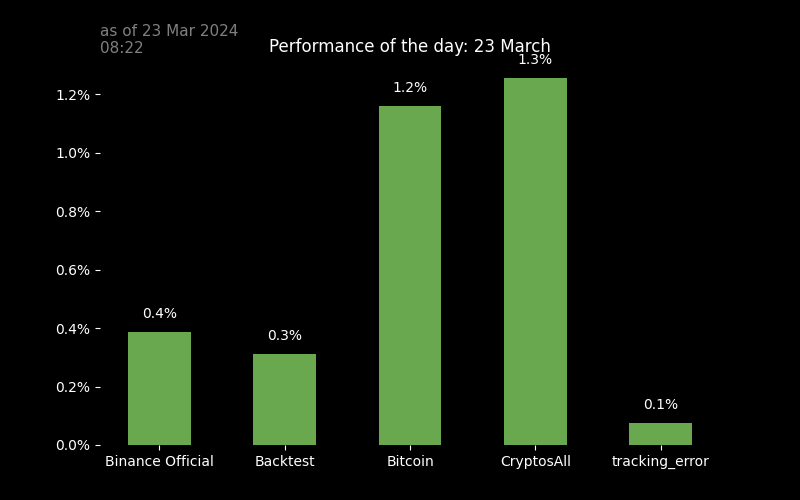 as of 23 Mar 2024
08:22
Performance of the day: 23 March
1.3%
1.2%
1.2%
1.0%
0.8%
0.6%
0.4%
0.4%
0.3%
0.2%
0.1%
0.0%
Binance Official
Backtest
Bitcoin
CryptosAll
tracking_error